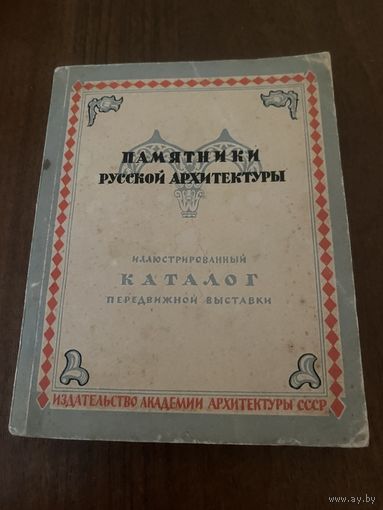 ПАМЯТНИКИ
РУССКОЙ АРХИТЕКТУРЫ
ИЛЛЮСТРИРОВАННЫЙ
КАТАЛОГ
ПЕРЕДВИЖНОЙ ВЫСТАВКИ
ИЗДАТЕЛЬСТВО АКАДЕМИИ АРХИТЕКТУРЫ СССР
www.ay.by